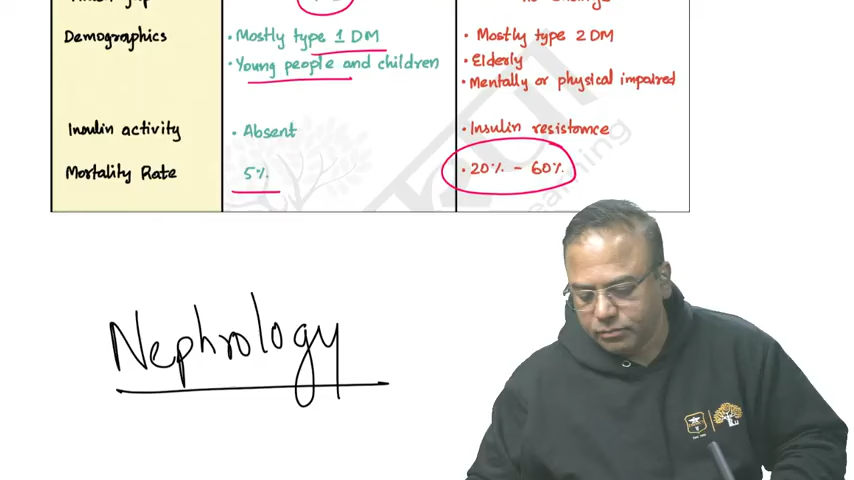 Demographics
• Mostly type 1 DM
• Young people and children
• Mostly type 2 DM
• Elderly
• Mentally or physical impaired
Insulin activity
• Absent
• Insulin resistance
Mortality Rate
5%
• 20% - 60%
Nephrology